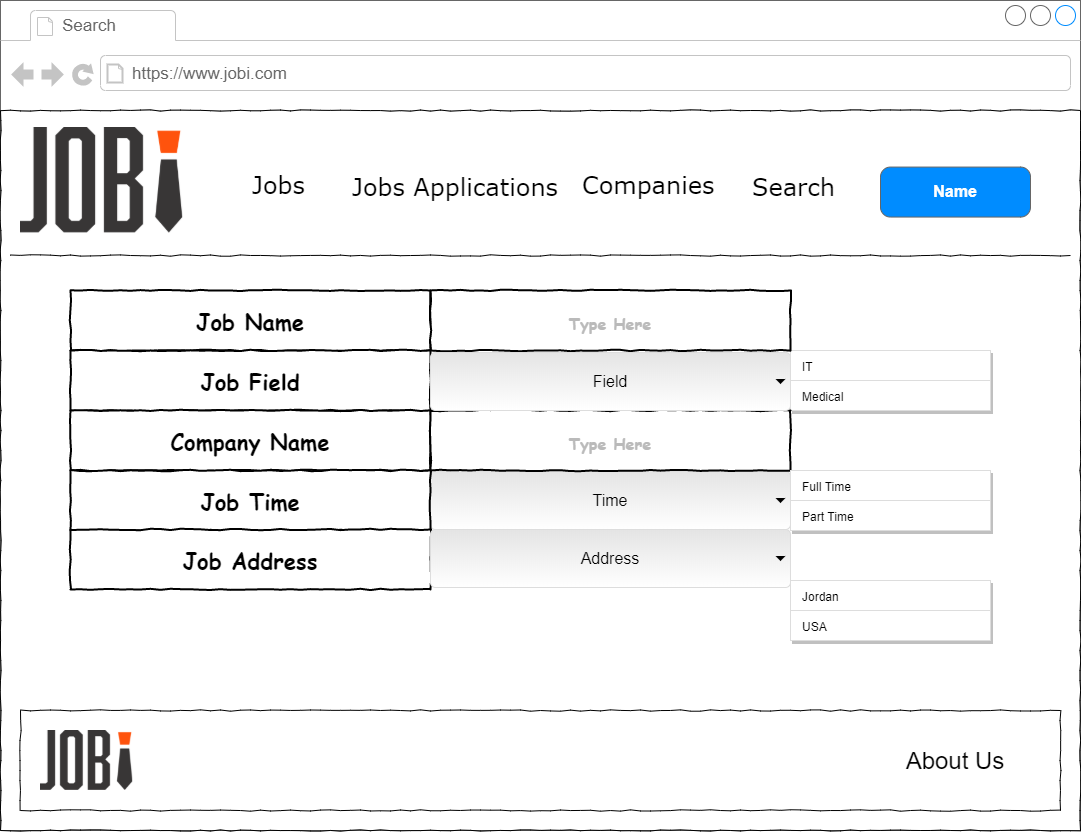 Search
https://www.jobi.com
JOBi
Jobs Jobs Applications Companies Search Name
Job Name Type Here
Job Field Field
IT
Medical
Company Name Type Here
Job Time Time
Full Time
Part Time
Job Address Address
Jordan
USA
JOBi
About Us